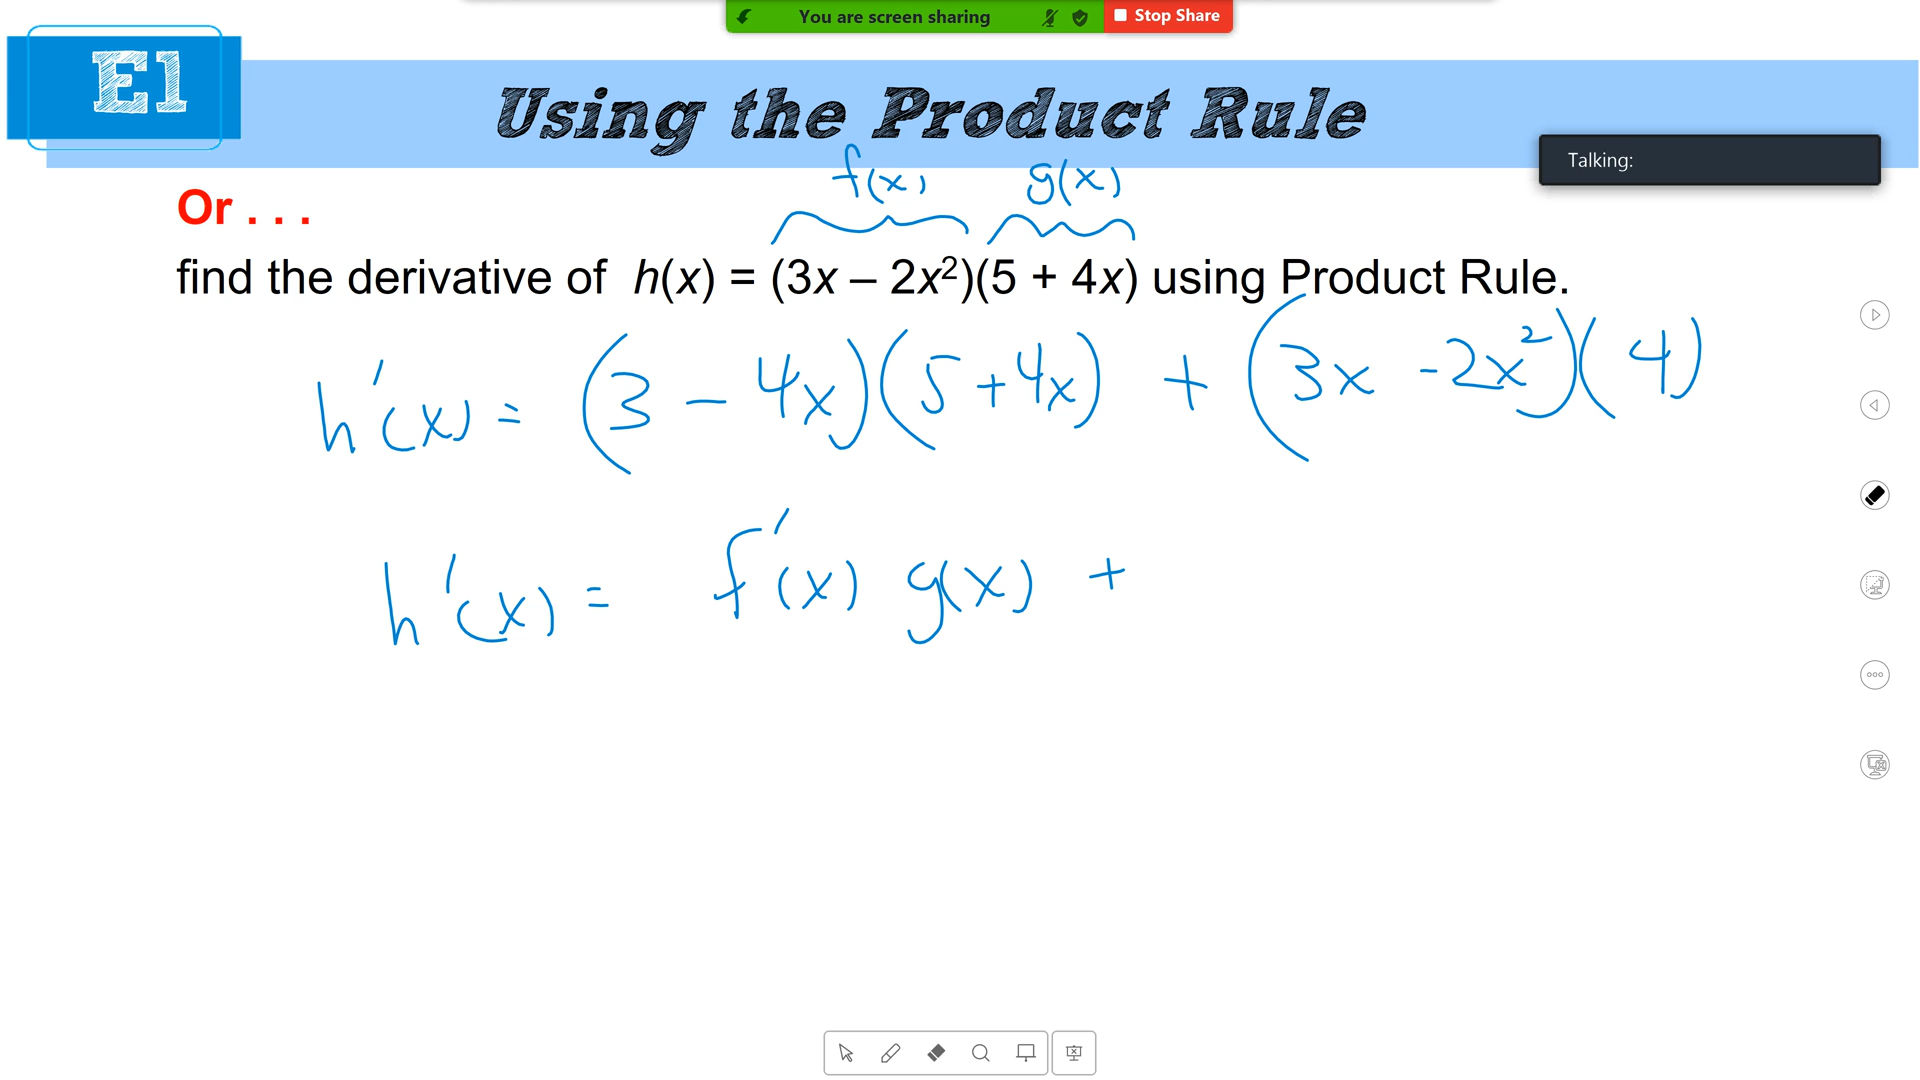 You are screen sharing
Stop Share
E1
Using the Product Rule
Talking:
f(x) g(x)
Or . . .
find the derivative of h(x) = (3x – 2x²)(5 + 4x) using Product Rule.
h'(x) = (3 - 4x)(5+4x) + (3x -2x²)(4)
h'(x) = f'(x) g(x) +